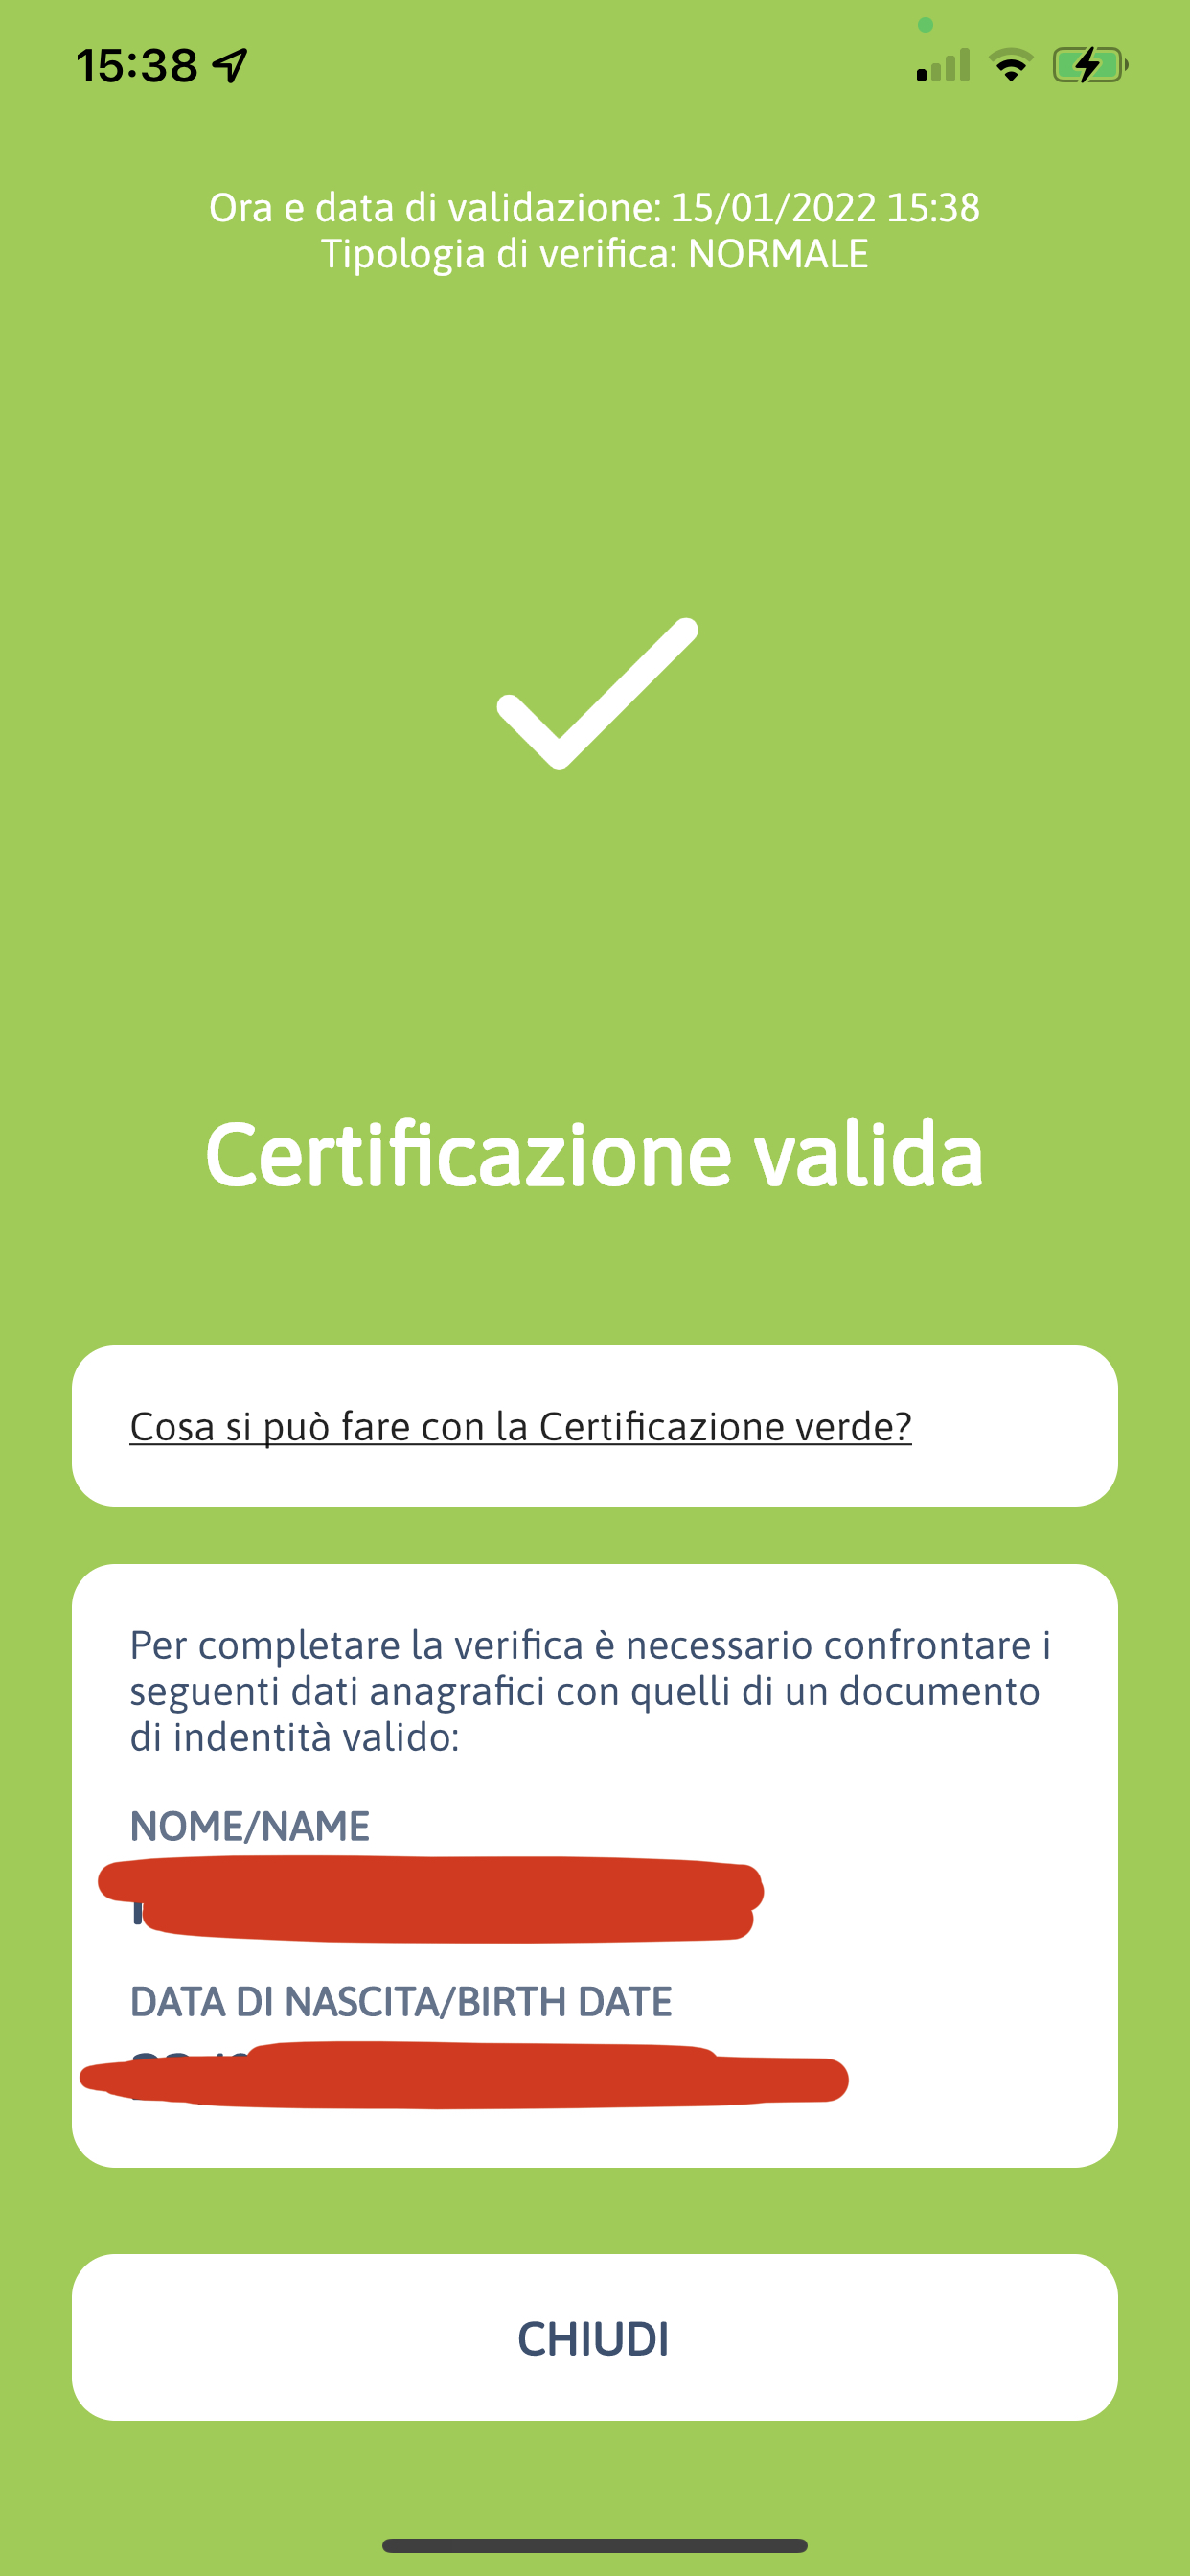 15:38
Ora e data di validazione: 15/01/2022 15:38
Tipologia di verifica: NORMALE
Certificazione valida
Cosa si può fare con la Certificazione verde?
Per completare la verifica è necessario confrontare i
seguenti dati anagrafici con quelli di un documento
di indentità valido:
NOME/NAME
DATA DI NASCITA/BIRTH DATE
CHIUDI